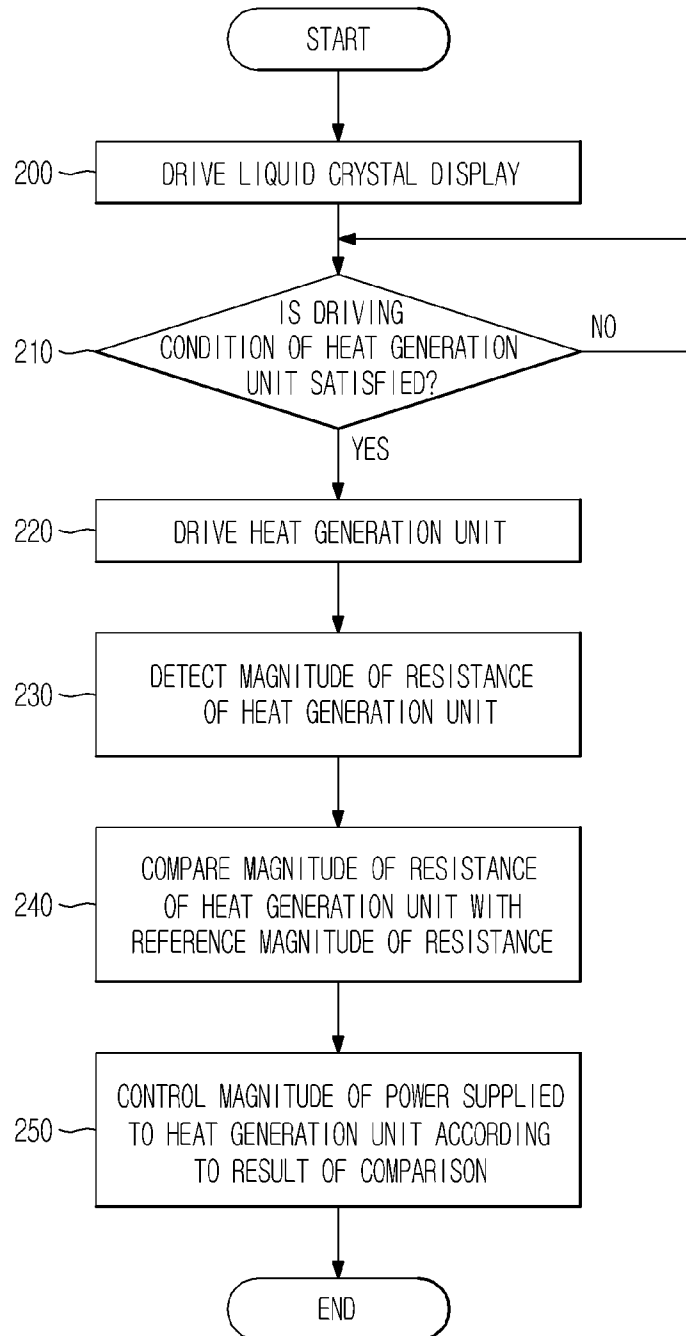 START
200
DRIVE LIQUID CRYSTAL DISPLAY
IS DRIVING
210
CONDITION OF HEAT GENERATION
UNIT SATISFIED?
NO
YES
220
DRIVE HEAT GENERATION UNIT
230
DETECT MAGNITUDE OF RESISTANCE
OF HEAT GENERATION UNIT
240
COMPARE MAGNITUDE OF RESISTANCE
OF HEAT GENERATION UNIT WITH
REFERENCE MAGNITUDE OF RESISTANCE
250
CONTROL MAGNITUDE OF POWER SUPPLIED
TO HEAT GENERATION UNIT ACCORDING
TO RESULT OF COMPARISON
END